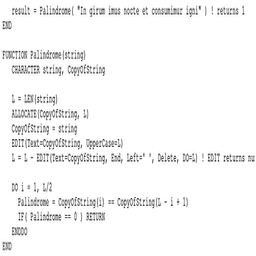 result = Palindrome( "In girum imus nocte et consumimur igni" ) ! returns 1
END
FUNCTION Palindrome(string)
CHARACTER string, CopyOfString
L = LEN(string)
ALLOCATE(CopyOfString, L)
CopyOfString = string
EDIT(Text=CopyOfString, UpperCase=L)
L = L - EDIT(Text=CopyOfString, End, Left=' ', Delete, DO=L) ! EDIT returns nu
DO i = 1, L/2
Palindrome = CopyOfString(i) == CopyOfString(L - i + 1)
IF( Palindrome == 0 ) RETURN
ENDDO
END